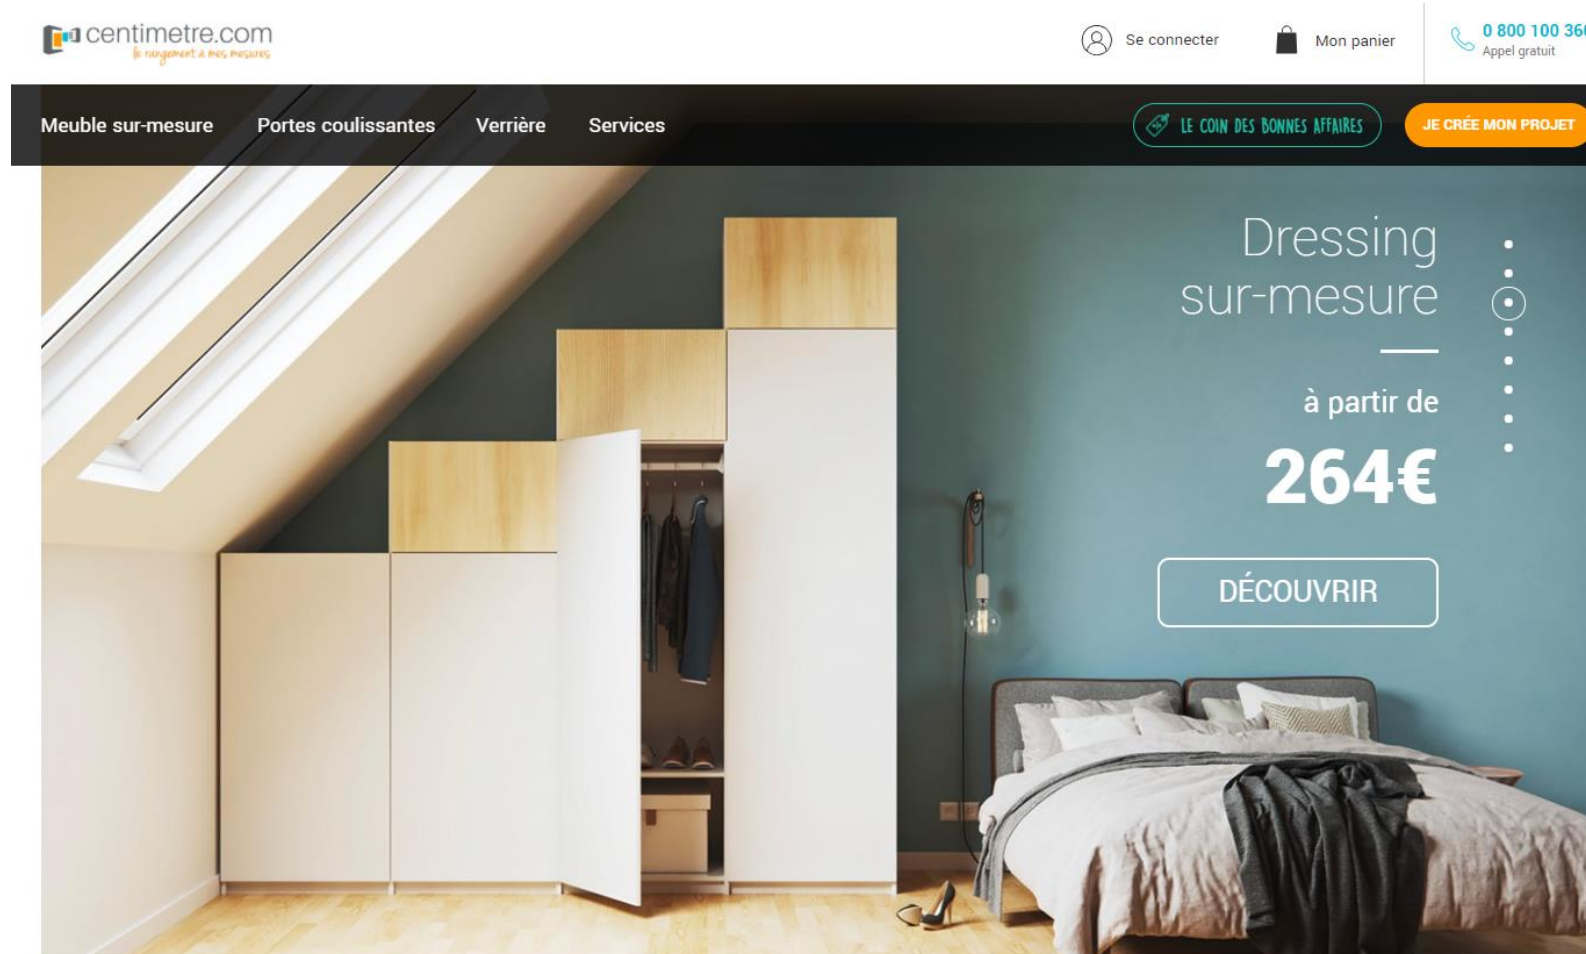 centimetre.com
le rangement à mes mesures
Se connecter
Mon panier
0 800 100 360
Appel gratuit
Meuble sur-mesure
Portes coulissantes
Verrière
Services
LE COIN DES BONNES AFFAIRES
JE CRÉE MON PROJET
Dressing
sur-mesure
à partir de
264€
DÉCOUVRIR